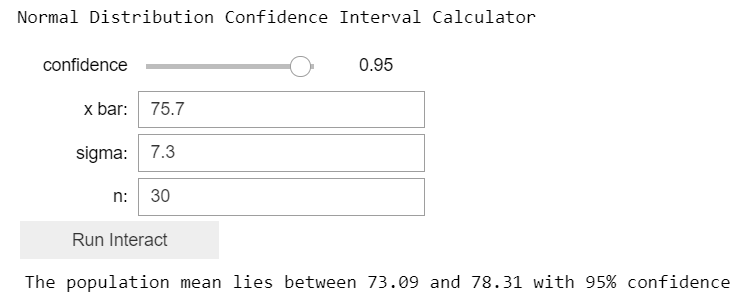 Normal Distribution Confidence Interval Calculator
confidence 0.95
x bar: 75.7
sigma: 7.3
n: 30
Run Interact
The population mean lies between 73.09 and 78.31 with 95% confidence